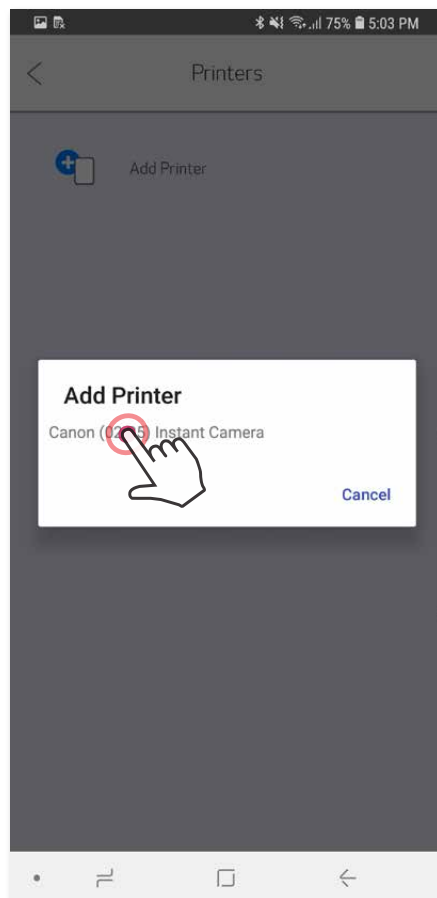 75% 5:03 PM
Printers
Add Printer
Add Printer
Canon Instant Camera
Cancel